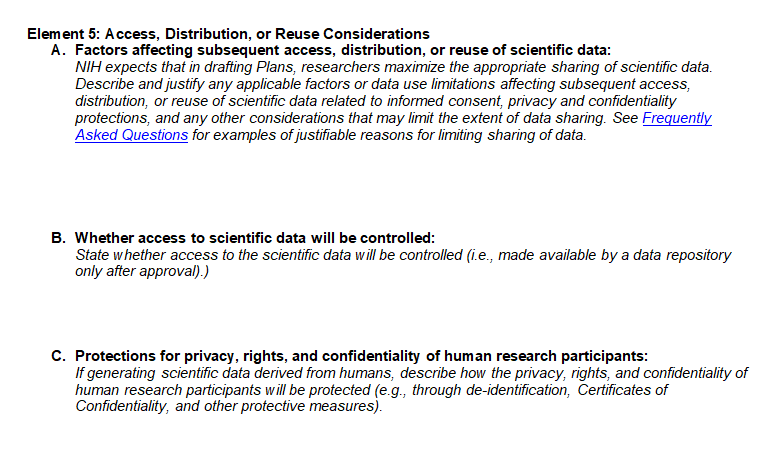 Element 5: Access, Distribution, or Reuse Considerations
A. Factors affecting subsequent access, distribution, or reuse of scientific data:
NIH expects that in drafting Plans, researchers maximize the appropriate sharing of scientific data.
Describe and justify any applicable factors or data use limitations affecting subsequent access,
distribution, or reuse of scientific data related to informed consent, privacy and confidentiality
protections, and any other considerations that may limit the extent of data sharing. See Frequently
Asked Questions for examples of justifiable reasons for limiting sharing of data.
B. Whether access to scientific data will be controlled:
State whether access to the scientific data will be controlled (i.e., made available by a data repository
only after approval).)
C. Protections for privacy, rights, and confidentiality of human research participants:
If generating scientific data derived from humans, describe how the privacy, rights, and confidentiality of
human research participants will be protected (e.g., through de-identification, Certificates of
Confidentiality, and other protective measures).